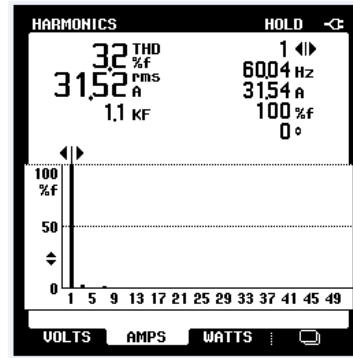 HARMONICS HOLD
3.2 THD %f
31.52 rms A
1.1 KF
1
60.04 Hz
31.54 A
100 %f
0 °
100
%f
50
0
1 5 9 13 17 21 25 29 33 37 41 45 49
VOLTS AMPS WATTS